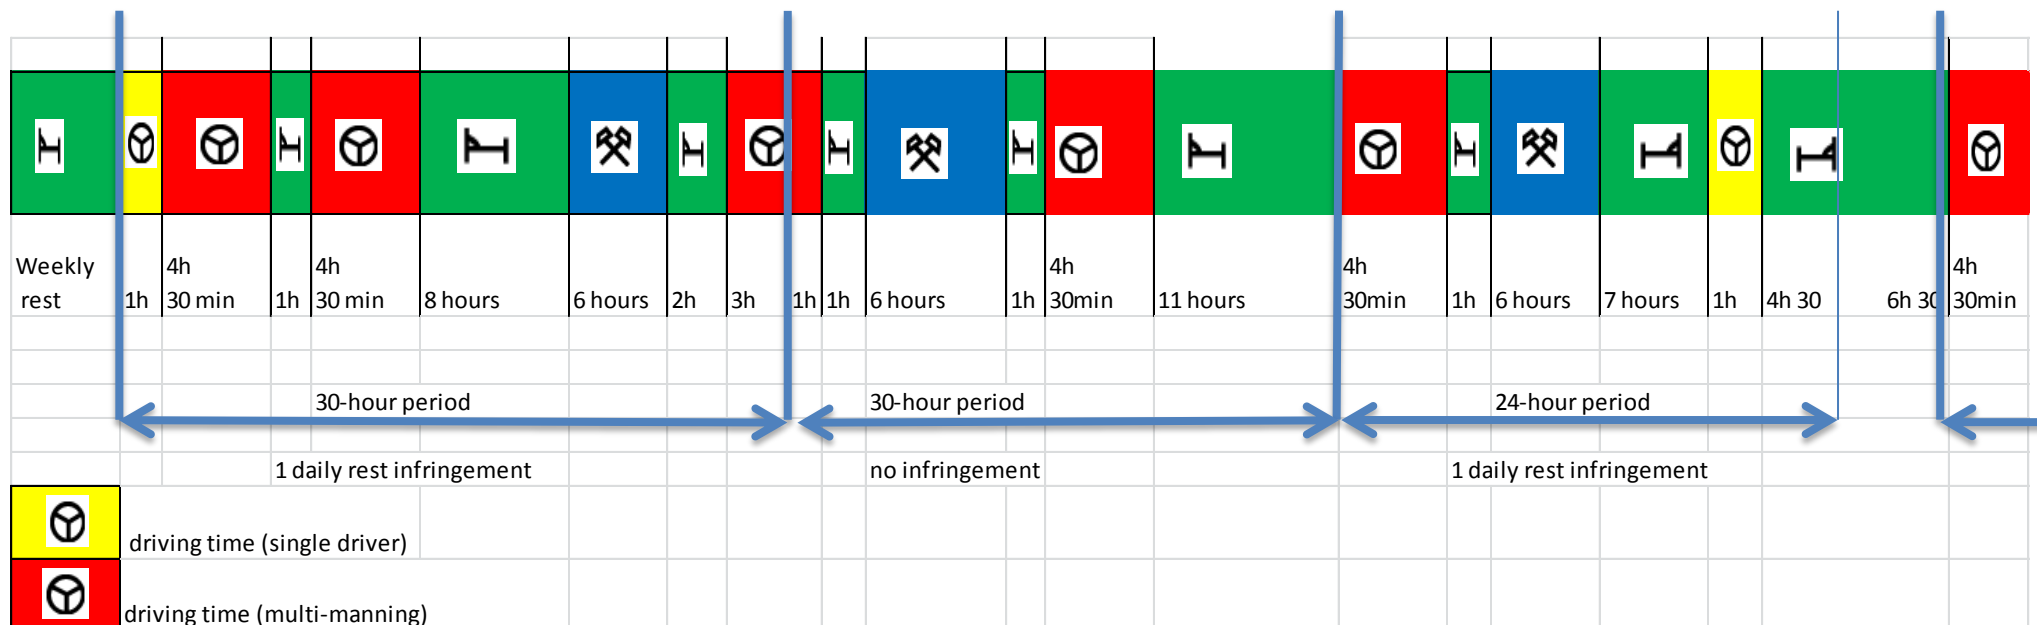 Weekly rest
1h
4h 30 min
1h
4h 30 min
8 hours
6 hours
2h
3h
1h
1h
6 hours
1h
4h 30min
11 hours
4h 30min
1h
6 hours
7 hours
1h
4h 30
6h 30
4h 30min
30-hour period
30-hour period
24-hour period
1 daily rest infringement
no infringement
1 daily rest infringement
driving time (single driver)
driving time (multi-manning)